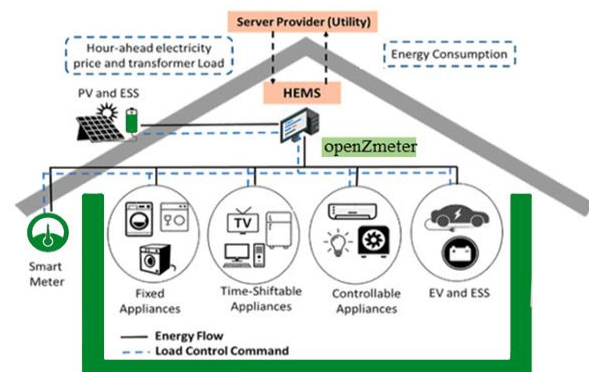 Server Provider (Utility)
Hour-ahead electricity
price and transformer Load
Energy Consumption
HEMS
PV and ESS
openZmeter
TV
Smart
Meter
Fixed
Appliances
Time-Shiftable
Appliances
Controllable
Appliances
EV and ESS
Energy Flow
Load Control Command